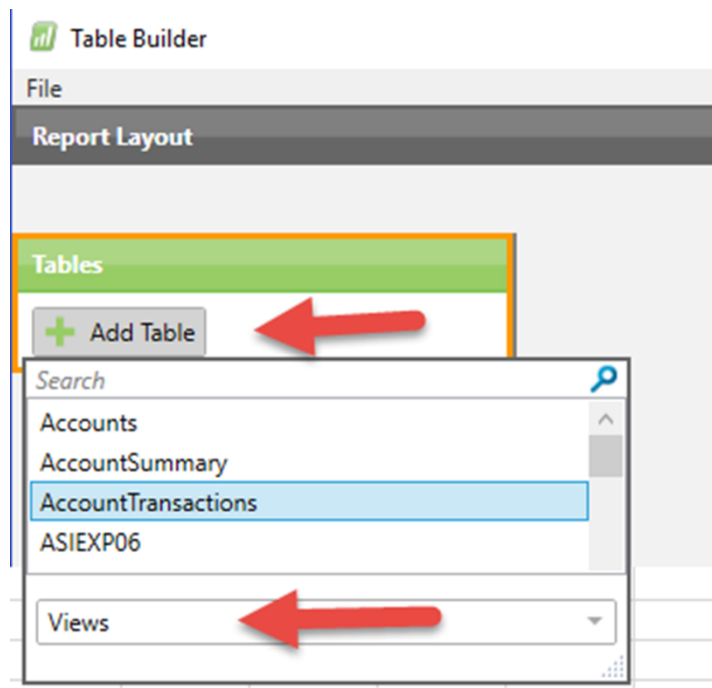 Table Builder
File
Report Layout
Tables
Add Table
Search
Accounts
AccountSummary
AccountTransactions
ASIEXP06
Views